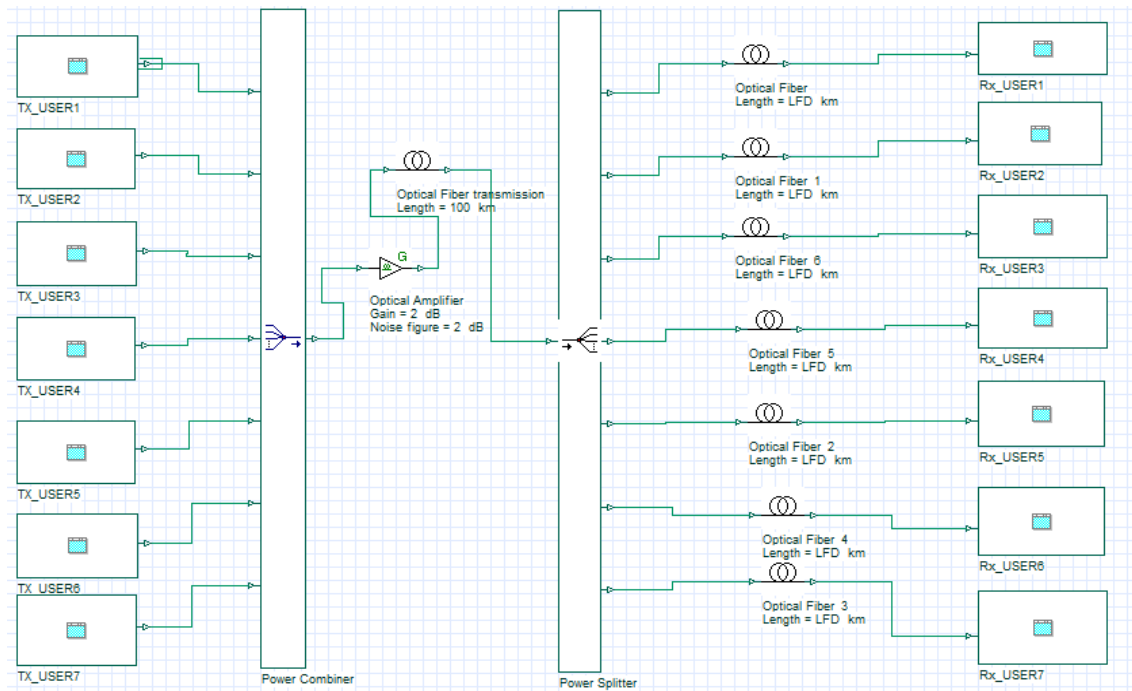 TX_USER1
TX_USER2
TX_USER3
TX_USER4
TX_USER5
TX_USER6
TX_USER7
Power Combiner
Optical Fiber transmission
Length = 100 km
G
Optical Amplifier
Gain = 2 dB
Noise figure = 2 dB
Power Splitter
Optical Fiber
Length = LFD km
Optical Fiber 1
Length = LFD km
Optical Fiber 6
Length = LFD km
Optical Fiber 5
Length = LFD km
Optical Fiber 2
Length = LFD km
Optical Fiber 4
Length = LFD km
Optical Fiber 3
Length = LFD km
Rx_USER1
Rx_USER2
Rx_USER3
Rx_USER4
Rx_USER5
Rx_USER6
Rx_USER7